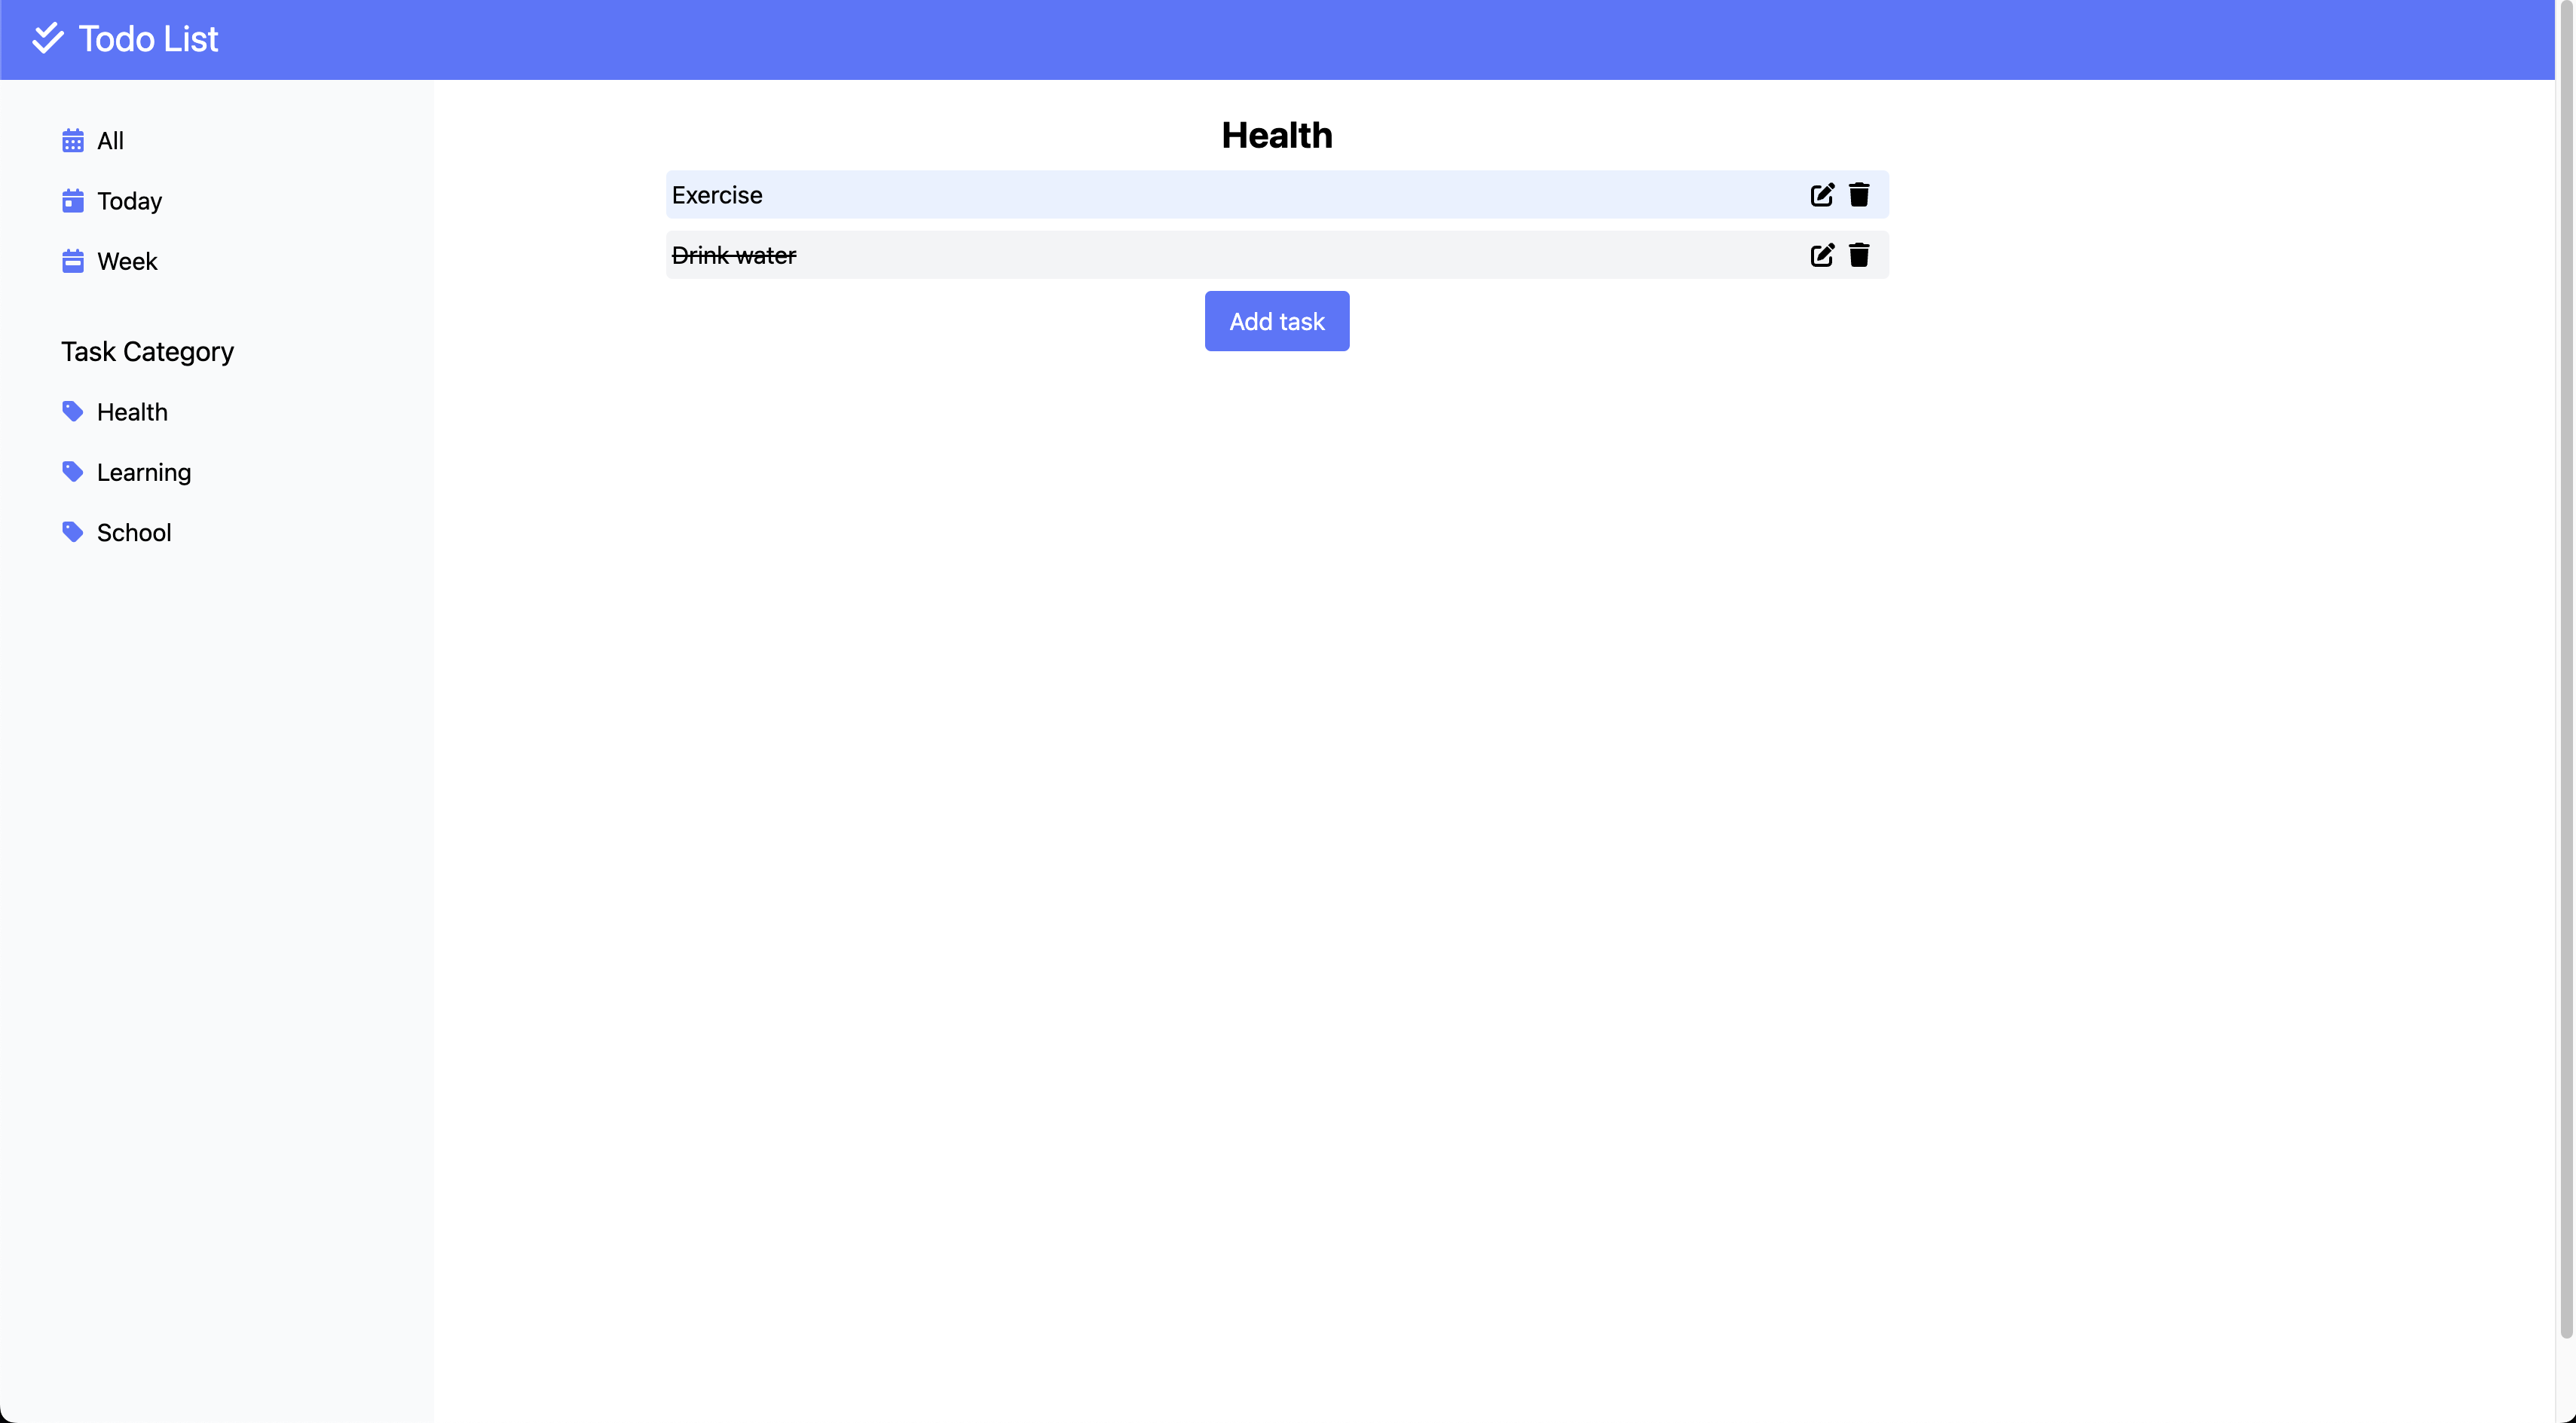 Todo List
All
Today
Week
Task Category
Health
Learning
School
Health
Exercise
Drink water
Add task